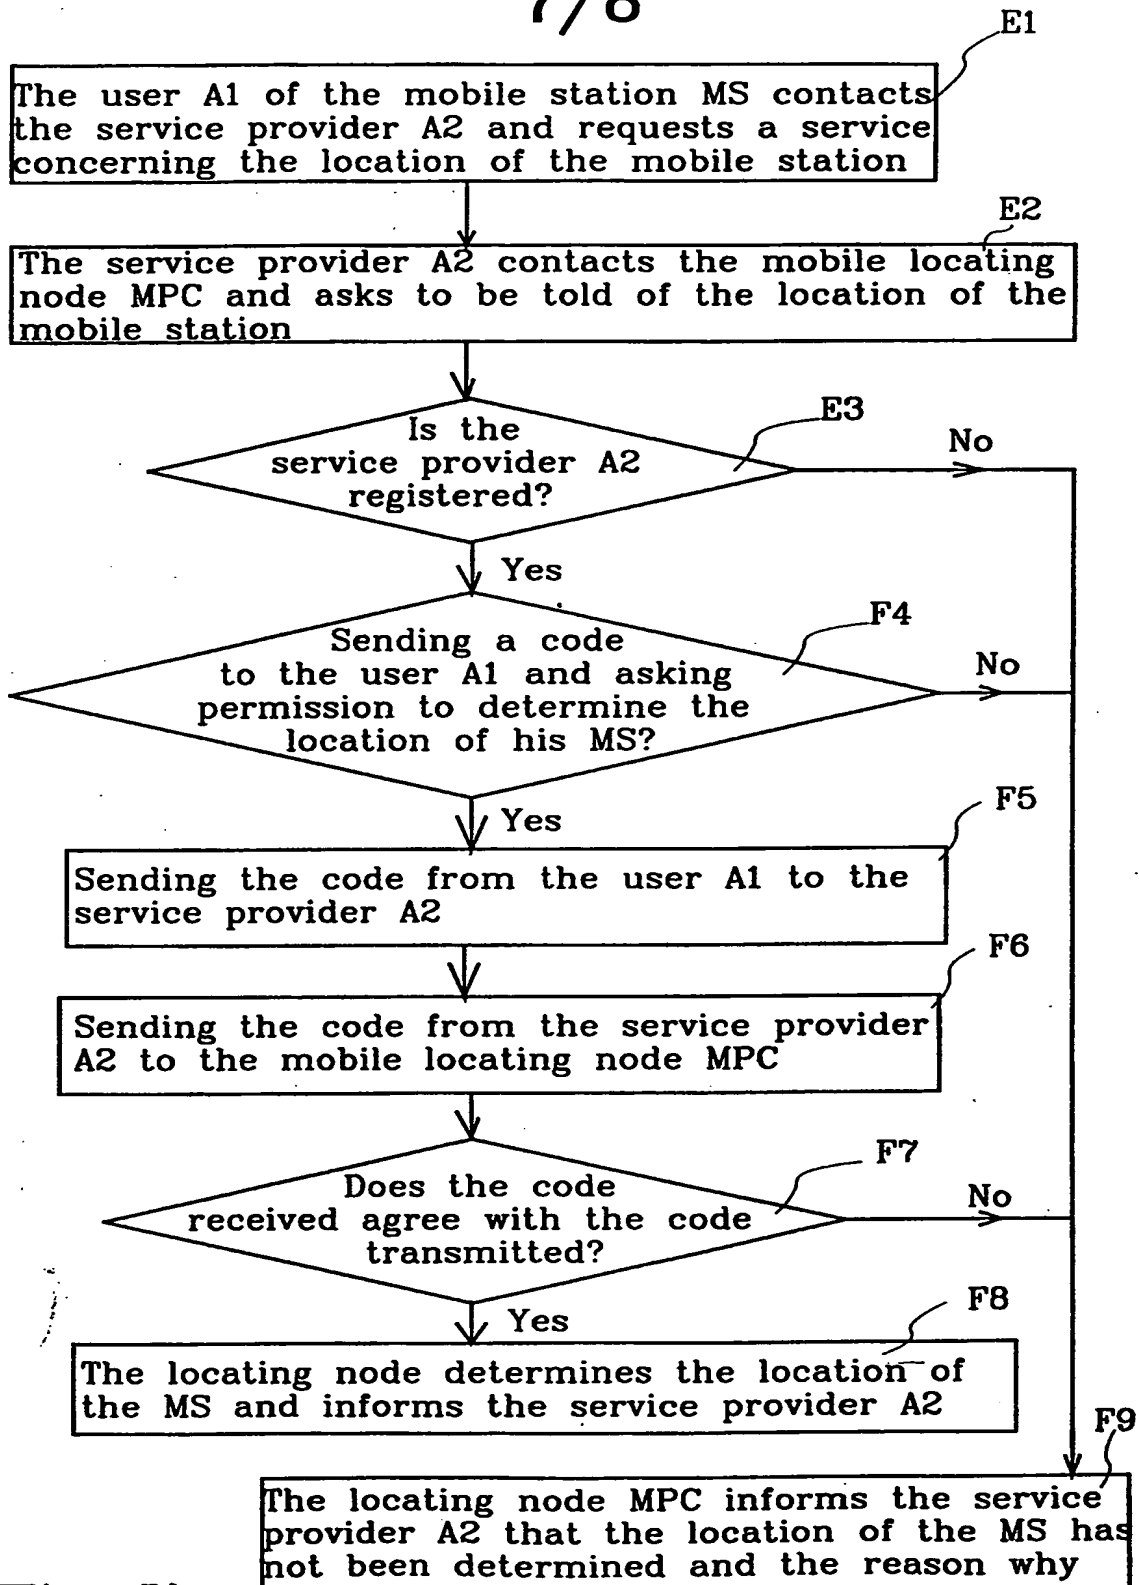 7/8
E1
The user A1 of the mobile station MS contacts
the service provider A2 and requests a service
concerning the location of the mobile station
E2
The service provider A2 contacts the mobile locating
node MPC and asks to be told of the location of the
mobile station
E3
Is the
service provider A2
registered?
No
Yes
F4
Sending a code
to the user A1 and asking
permission to determine the
location of his MS?
No
Yes
F5
Sending the code from the user A1 to the
service provider A2
F6
Sending the code from the service provider
A2 to the mobile locating node MPC
F7
Does the code
received agree with the code
transmitted?
No
Yes
F8
The locating node determines the location of
the MS and informs the service provider A2
F9
The locating node MPC informs the service
provider A2 that the location of the MS has
not been determined and the reason why